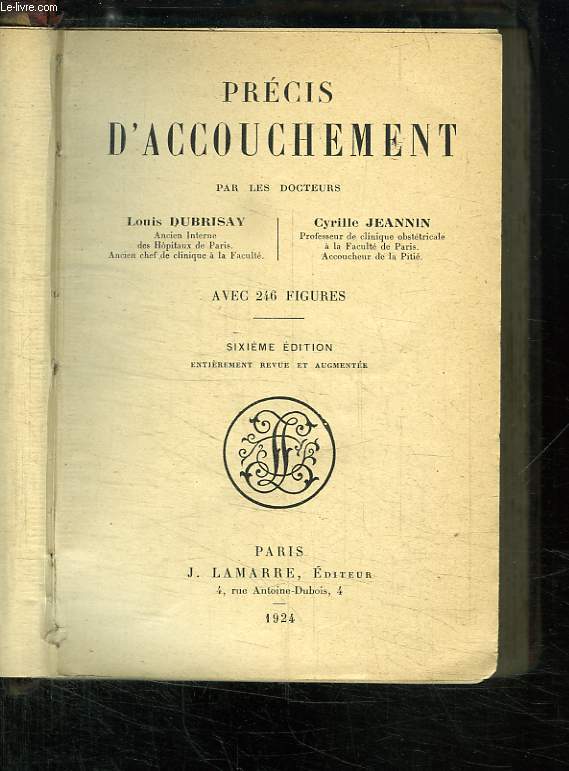 Le-livre.com
PRÉCIS
D'ACCOUCHEMENT
PAR LES DOCTEURS
Louis DUBRISAY
Ancien Interne
des Hôpitaux de Paris.
Ancien chef de clinique à la Faculté.
Cyrille JEANNIN
Professeur de clinique obstétricale
à la Faculté de Paris.
Accoucheur de la Pitié.
AVEC 246 FIGURES
SIXIÈME ÉDITION
ENTIÈREMENT REVUE ET AUGMENTÉE
PARIS
J. LAMARRE, ÉDITEUR
4, rue Antoine-Dubois, 4
1924